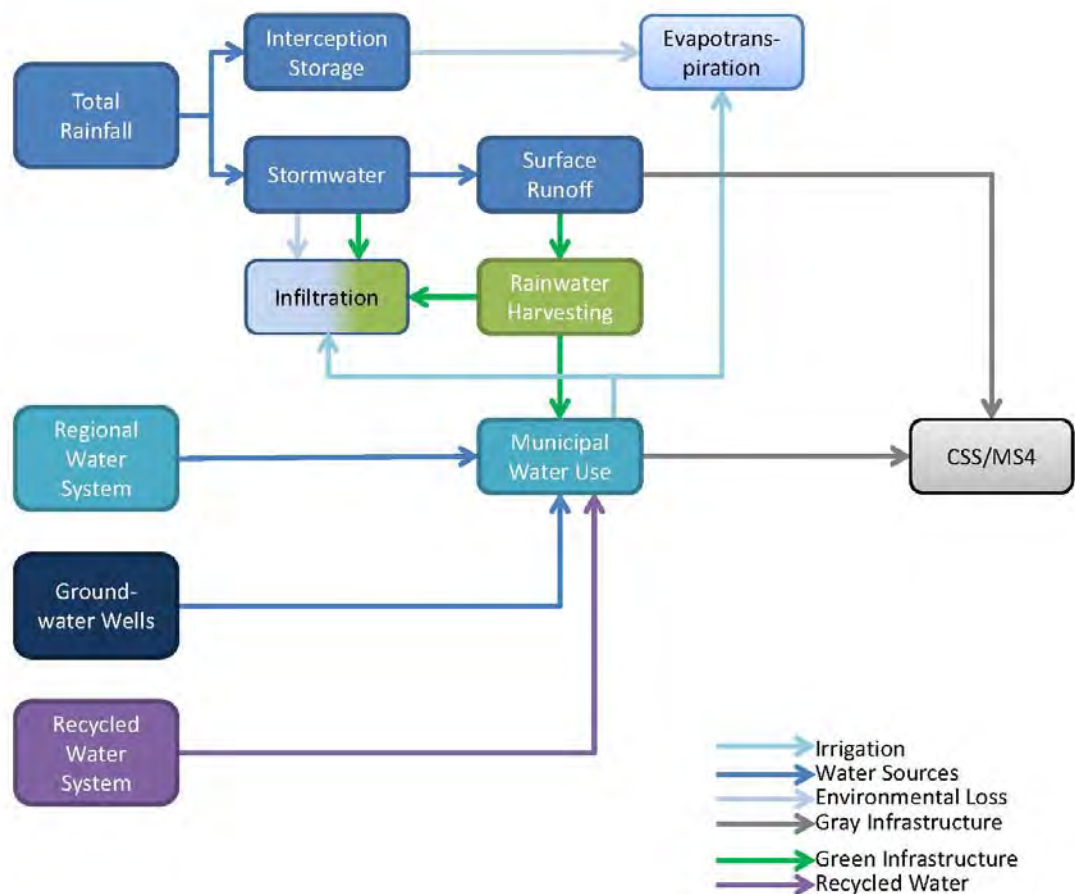 Interception
Storage
Evapotrans-
piration
Total
Rainfall
Stormwater
Surface
Runoff
Infiltration
Rainwater
Harvesting
Regional
Water
System
Municipal
Water Use
CSS/MS4
Ground-
water Wells
Recycled
Water
System
Irrigation
Water Sources
Environmental Loss
Gray Infrastructure
Green Infrastructure
Recycled Water